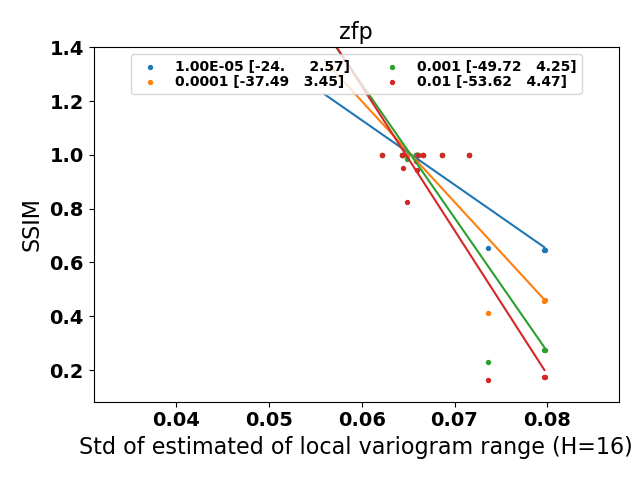 zfp
1.4
1.00E-05 [-24. 2.57]
0.0001 [-37.49 3.45]
0.001 [-49.72 4.25]
0.01 [-53.62 4.47]
1.2
1.0
0.8
0.6
0.4
0.2
SSIM
0.04 0.05 0.06 0.07 0.08
Std of estimated of local variogram range (H=16)